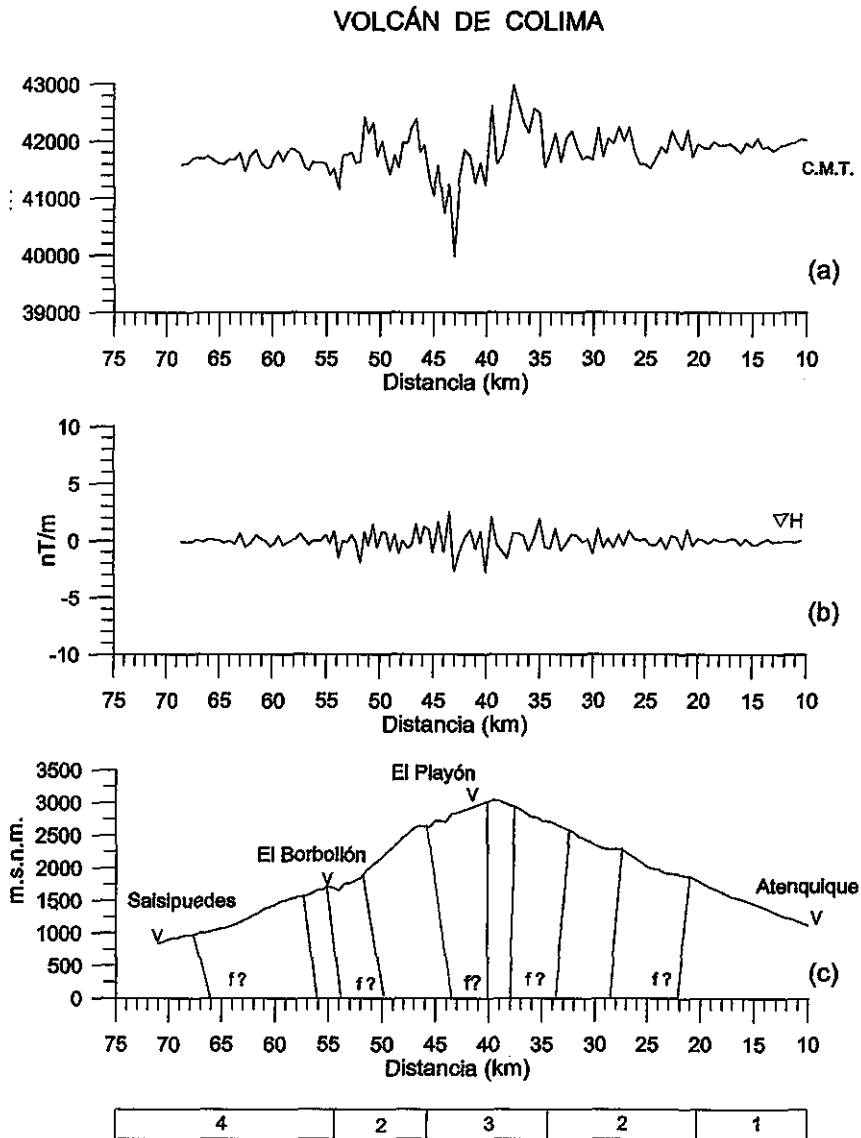 VOLCÁN DE COLIMA
43000
42000
41000
40000
39000
C.M.T.
(a)
75 70 65 60 55 50 45 40 35 30 25 20 15 10
Distancia (km)
10
5
0
-5
-10
nT/m
▽H
(b)
75 70 65 60 55 50 45 40 35 30 25 20 15 10
Distancia (km)
3500
3000
2500
2000
1500
1000
500
0
m.s.n.m.
El Playón
V
El Borbollón
V
Saisipuedes
V
Atenquique
V
f? f? f? f? f?
(c)
75 70 65 60 55 50 45 40 35 30 25 20 15 10
Distancia (km)
4 2 3 2 1